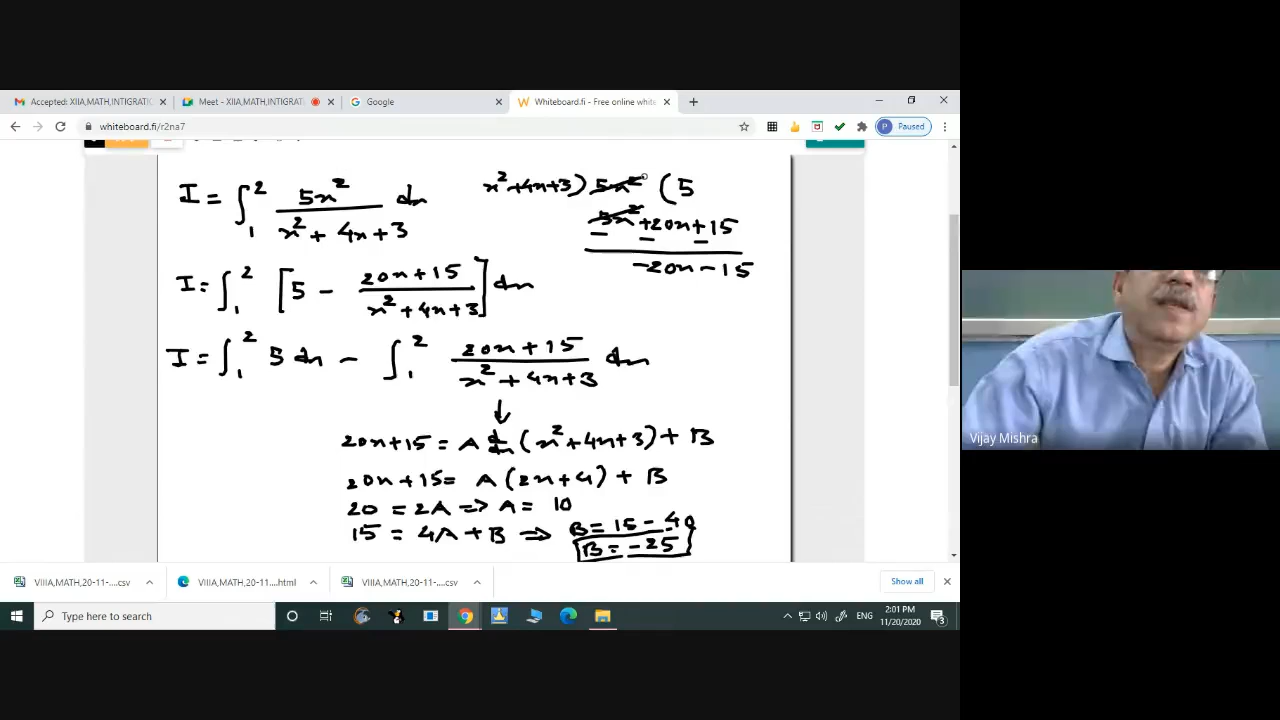 Accepted: XIIA,MATH,INTIGRATIO
Meet - XIIA,MATH,INTIGRATI
Google
Whiteboard.fi - Free online white
whiteboard.fi/r2na7
Paused
I = ∫₁² 5x² / (x² + 4x + 3) dx
x²+4x+3) 5x² (5
5x² + 20x + 15
− − −
−20x − 15
I = ∫₁² [5 − (20x+15) / (x²+4x+3)] dx
I = ∫₁² 5 dx − ∫₁² (20x+15) / (x²+4x+3) dx
↓
20x+15 = A d/dx (x²+4x+3) + B
20x+15 = A(2x+4) + B
20 = 2A ⇒ A = 10
15 = 4A + B ⇒ B = 15 − 40
B = −25
Vijay Mishra
VIIIA,MATH, 20-11-....csv
VIIIA,MATH, 20-11-....html
VIIIA,MATH, 20-11-....csv
Show all
Type here to search
ENG
2:01 PM
11/20/2020
3